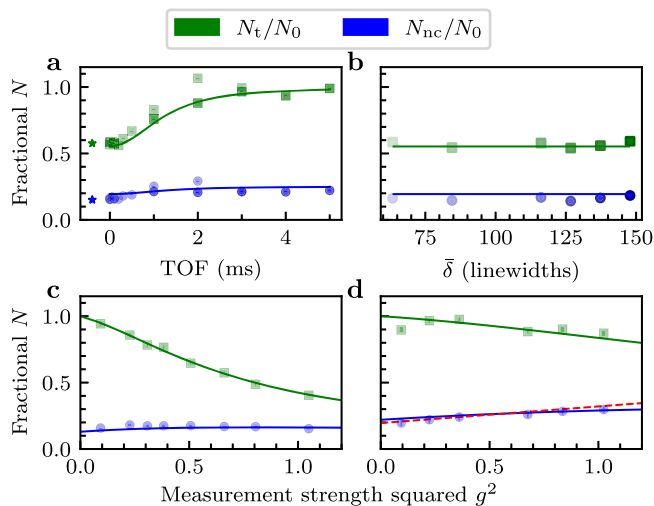 N_t/N_0 N_nc/N_0
a b
Fractional N
1.0
0.5
0.0
0 2 4
75 100 125 150
TOF (ms) δ̄ (linewidths)
c d
Fractional N
1.0
0.5
0.0
0.0 0.5 1.0 0.0 0.5 1.0
Measurement strength squared g²